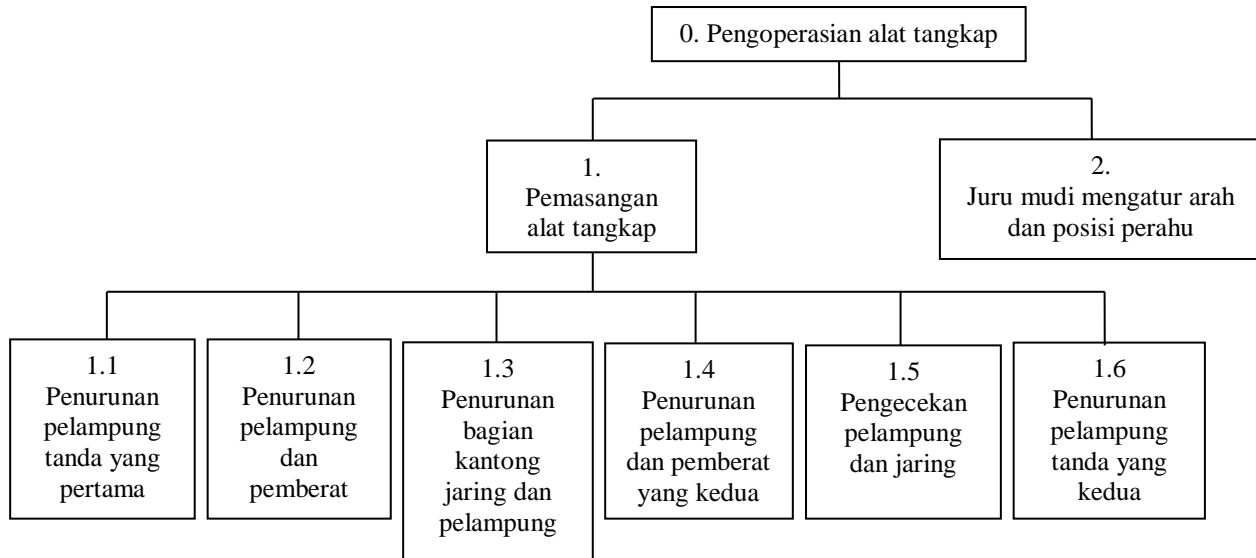 0. Pengoperasian alat tangkap
1.
Pemasangan
alat tangkap
2.
Juru mudi mengatur arah
dan posisi perahu
1.1
Penurunan
pelampung
tanda yang
pertama
1.2
Penurunan
pelampung
dan
pemberat
1.3
Penurunan
bagian
kantong
jaring dan
pelampung
1.4
Penurunan
pelampung
dan pemberat
yang kedua
1.5
Pengecekan
pelampung
dan jaring
1.6
Penurunan
pelampung
tanda yang
kedua